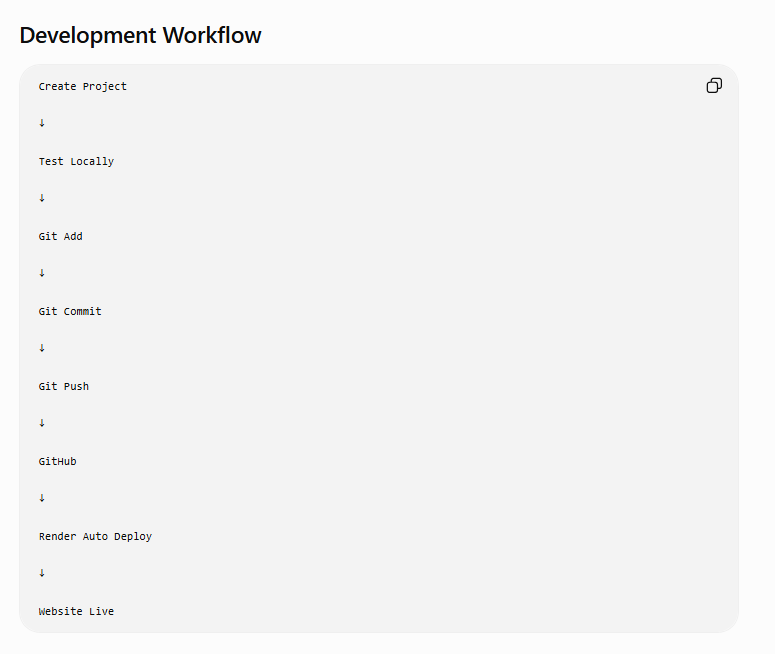 Development Workflow
Create Project
↓
Test Locally
↓
Git Add
↓
Git Commit
↓
Git Push
↓
GitHub
↓
Render Auto Deploy
↓
Website Live